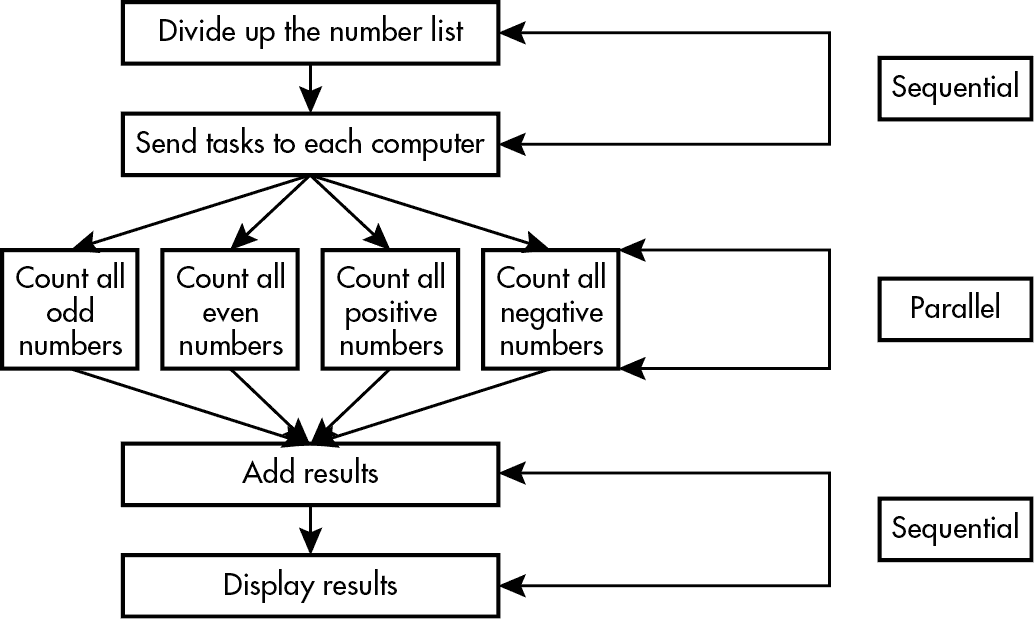 Divide up the number list
Sequential
Send tasks to each computer
Count all
odd
numbers
Count all
even
numbers
Count all
positive
numbers
Count all
negative
numbers
Parallel
Add results
Sequential
Display results